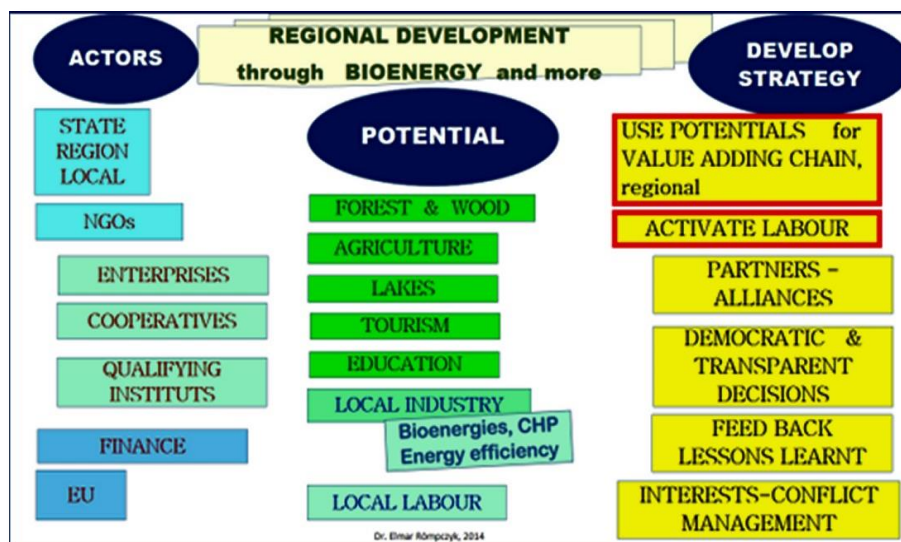 ACTORS
REGIONAL DEVELOPMENT
through BIOENERGY and more
DEVELOP
STRATEGY
STATE
REGION
LOCAL
NGOs
ENTERPRISES
COOPERATIVES
QUALIFYING
INSTITUTS
FINANCE
EU
POTENTIAL
FOREST & WOOD
AGRICULTURE
LAKES
TOURISM
EDUCATION
LOCAL INDUSTRY
Bioenergies, CHP
Energy efficiency
LOCAL LABOUR
USE POTENTIALS for
VALUE ADDING CHAIN,
regional
ACTIVATE LABOUR
PARTNERS -
ALLIANCES
DEMOCRATIC &
TRANSPARENT
DECISIONS
FEED BACK
LESSONS LEARNT
INTERESTS-CONFLICT
MANAGEMENT
Dr. Elmar Römpczyk, 2014